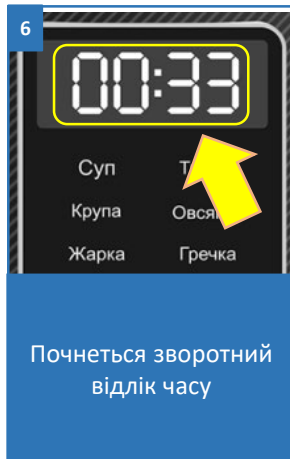 6
00:33
Суп
Крупа
Жарка Гречка
Почнеться зворотний
відлік часу